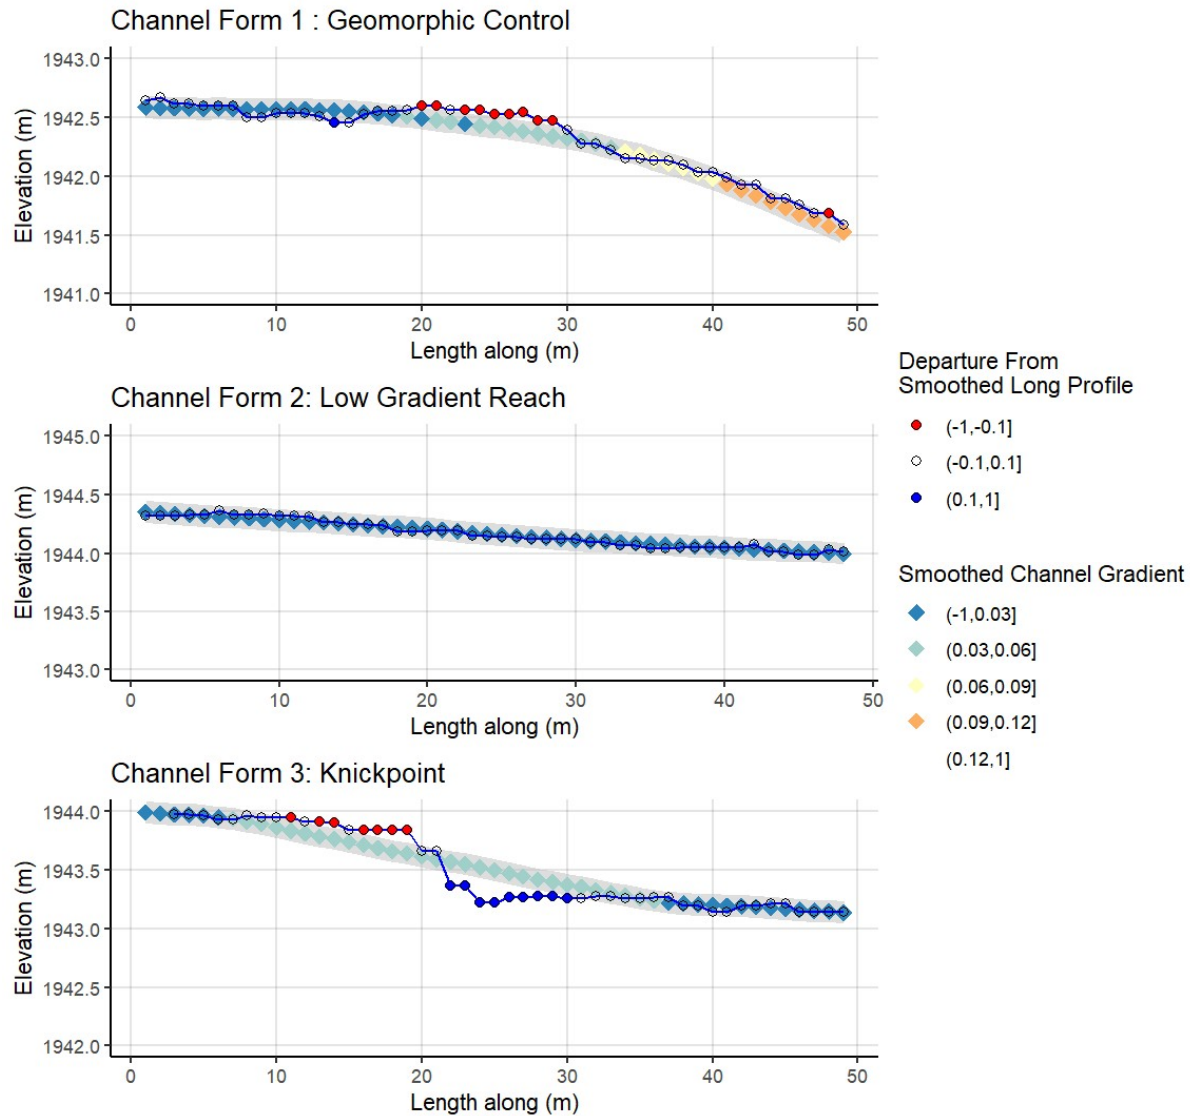 Channel Form 1 : Geomorphic Control
Elevation (m)
1943.0
1942.5
1942.0
1941.5
1941.0
0 10 20 30 40 50
Length along (m)
Channel Form 2: Low Gradient Reach
Elevation (m)
1945.0
1944.5
1944.0
1943.5
1943.0
0 10 20 30 40 50
Length along (m)
Channel Form 3: Knickpoint
Elevation (m)
1944.0
1943.5
1943.0
1942.5
1942.0
0 10 20 30 40 50
Length along (m)
Departure From
Smoothed Long Profile
(-1,-0.1]
(-0.1,0.1]
(0.1,1]
Smoothed Channel Gradient
(-1,0.03]
(0.03,0.06]
(0.06,0.09]
(0.09,0.12]
(0.12,1]